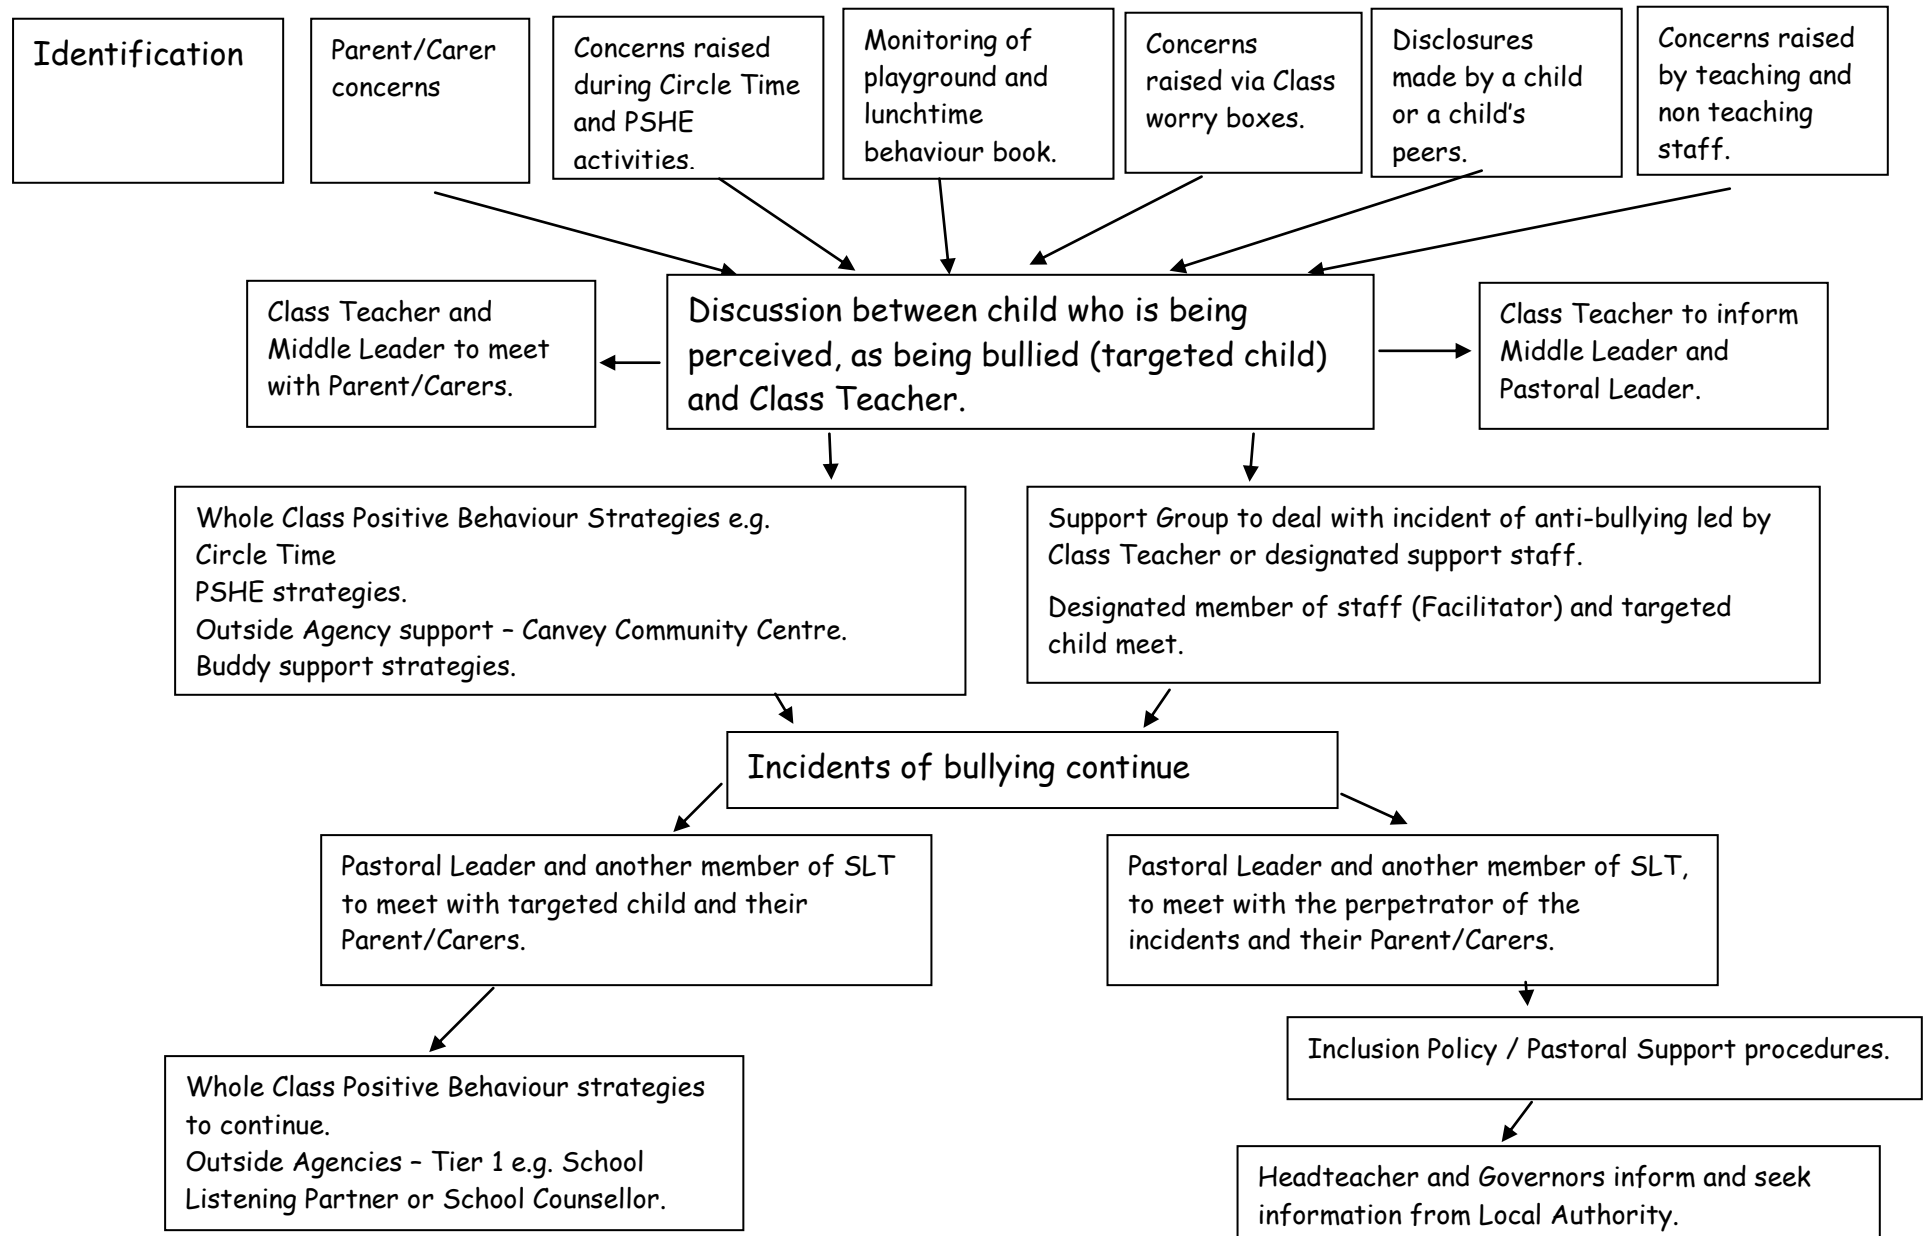 Identification
Parent/Carer
concerns
Concerns raised
during Circle Time
and PSHE
activities.
Monitoring of
playground and
lunchtime
behaviour book.
Concerns
raised via Class
worry boxes.
Disclosures
made by a child
or a child's
peers.
Concerns raised
by teaching and
non teaching
staff.
Class Teacher and
Middle Leader to meet
with Parent/Carers.
Discussion between child who is being
perceived, as being bullied (targeted child)
and Class Teacher.
Class Teacher to inform
Middle Leader and
Pastoral Leader.
Whole Class Positive Behaviour Strategies e.g.
Circle Time
PSHE strategies.
Outside Agency support – Canvey Community Centre.
Buddy support strategies.
Support Group to deal with incident of anti-bullying led by
Class Teacher or designated support staff.
Designated member of staff (Facilitator) and targeted
child meet.
Incidents of bullying continue
Pastoral Leader and another member of SLT
to meet with targeted child and their
Parent/Carers.
Pastoral Leader and another member of SLT,
to meet with the perpetrator of the
incidents and their Parent/Carers.
Whole Class Positive Behaviour strategies
to continue.
Outside Agencies – Tier 1 e.g. School
Listening Partner or School Counsellor.
Inclusion Policy / Pastoral Support procedures.
Headteacher and Governors inform and seek
information from Local Authority.